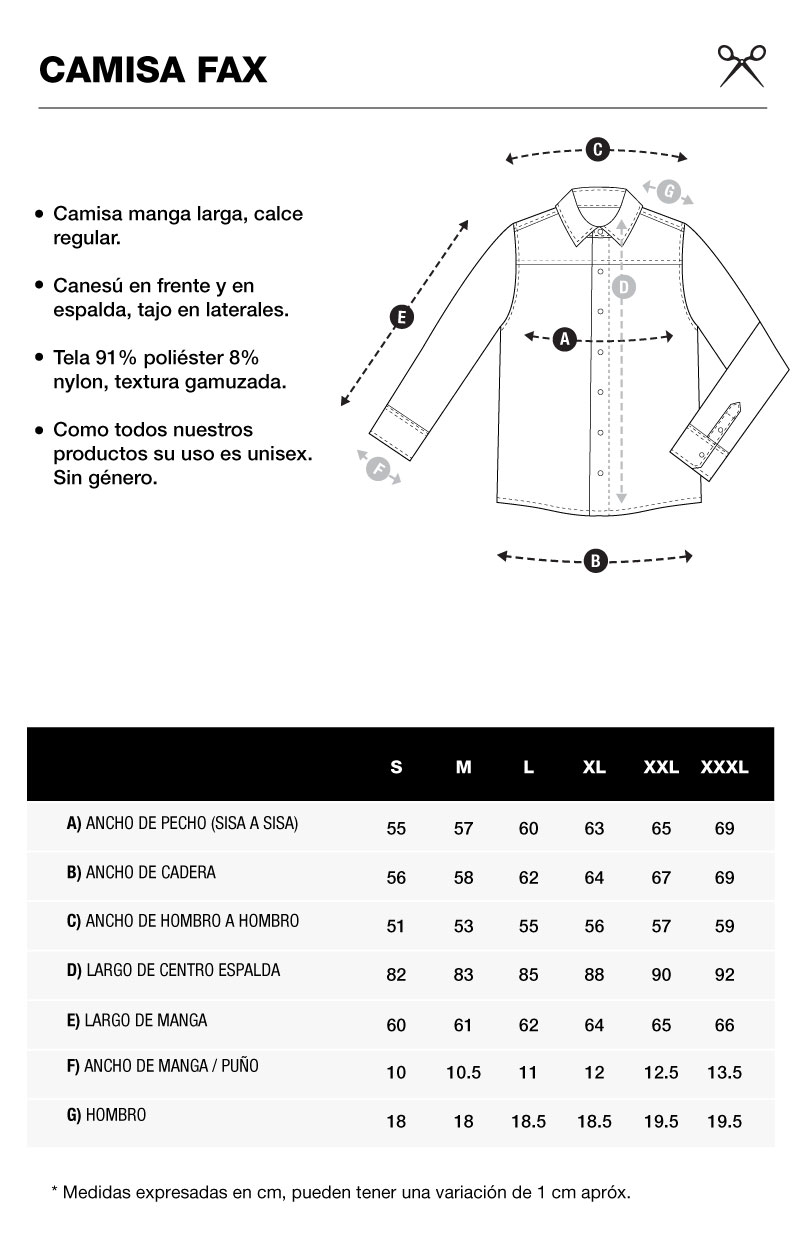 CAMISA FAX
• Camisa manga larga, calce
regular.
• Canesú en frente y en
espalda, tajo en laterales.
• Tela 91% poliéster 8%
nylon, textura gamuzada.
• Como todos nuestros
productos su uso es unisex.
Sin género.
C
G
D
E
A
F
B
S M L XL XXL XXXL
A) ANCHO DE PECHO (SISA A SISA) 55 57 60 63 65 69
B) ANCHO DE CADERA 56 58 62 64 67 69
C) ANCHO DE HOMBRO A HOMBRO 51 53 55 56 57 59
D) LARGO DE CENTRO ESPALDA 82 83 85 88 90 92
E) LARGO DE MANGA 60 61 62 64 65 66
F) ANCHO DE MANGA / PUÑO 10 10.5 11 12 12.5 13.5
G) HOMBRO 18 18 18.5 18.5 19.5 19.5
* Medidas expresadas en cm, pueden tener una variación de 1 cm apróx.